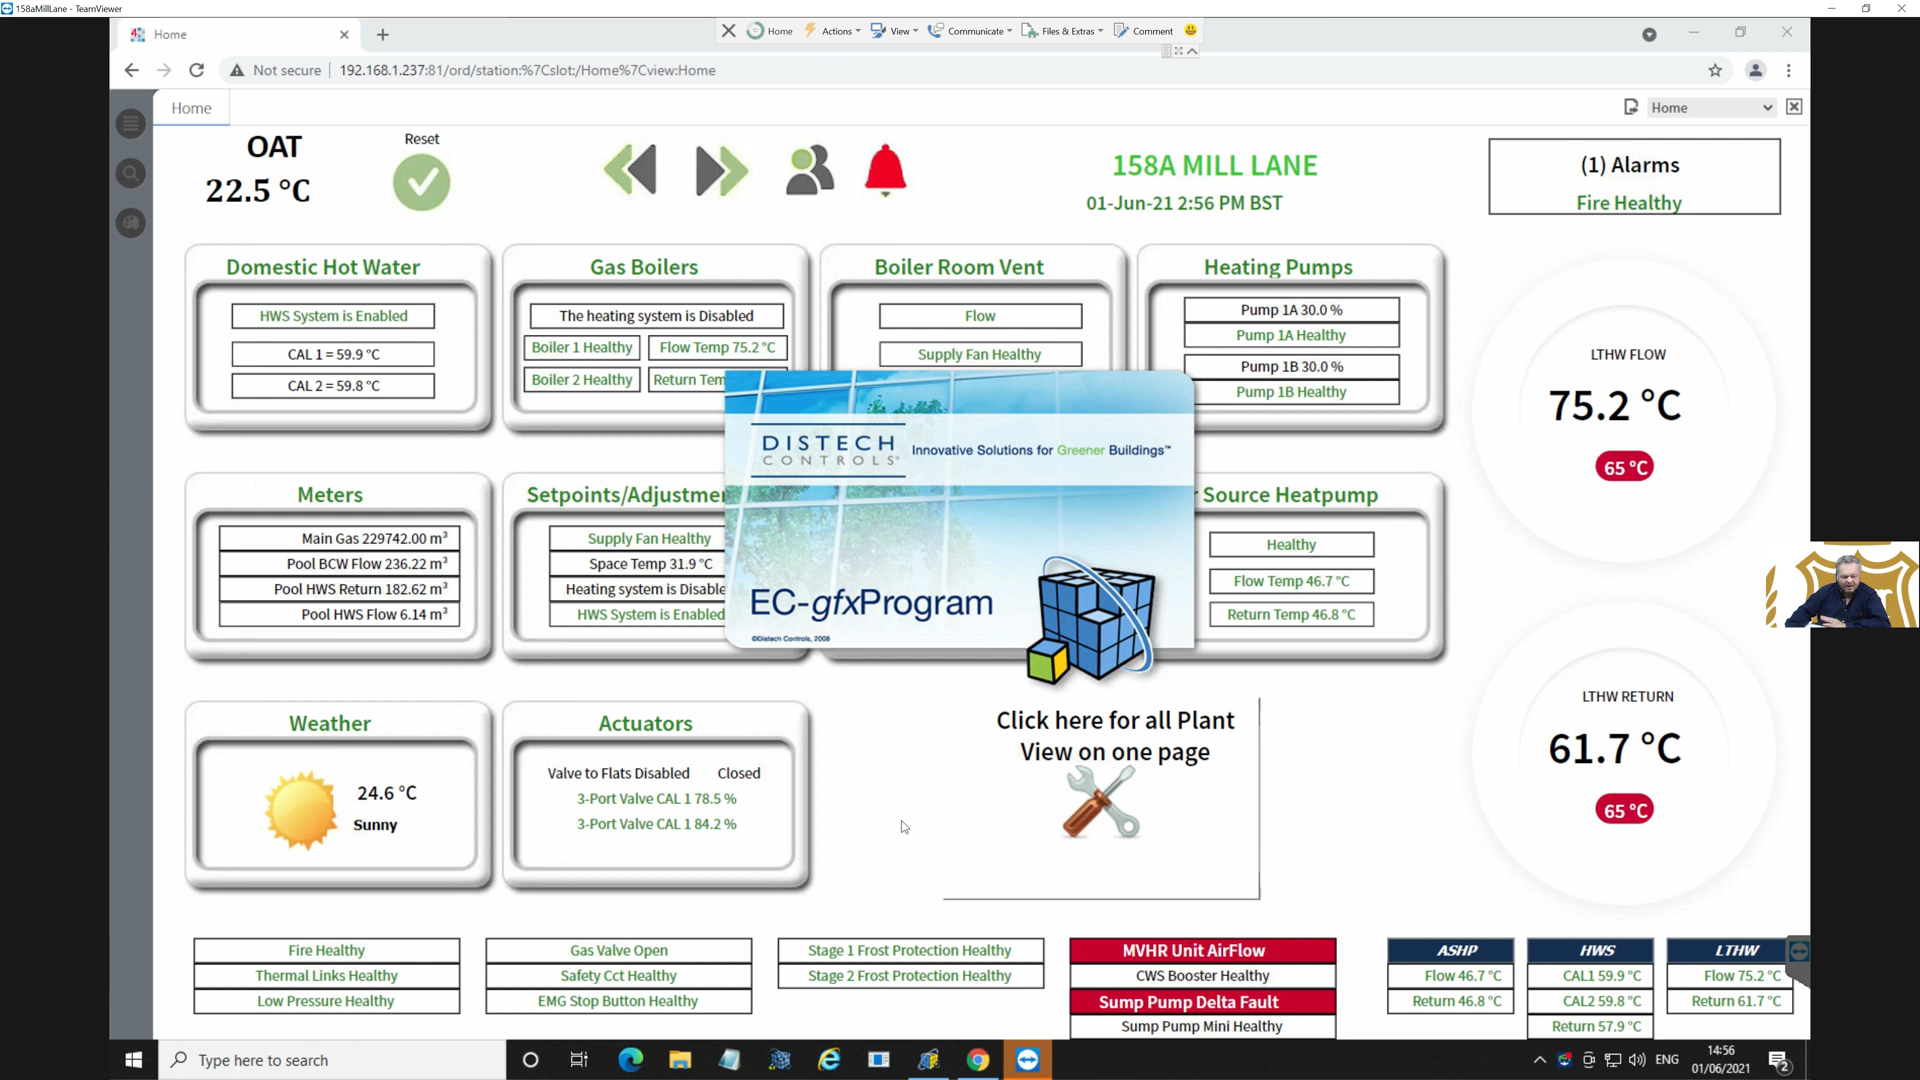 158aMillLane - TeamViewer
Home
Home
Actions
View
Communicate
Files & Extras
Comment
Not secure
192.168.1.237:81/ord/station:%7Cslot:/Home%7Cview:Home
Home
Home
OAT
22.5 °C
Reset
158A MILL LANE
01-Jun-21 2:56 PM BST
(1) Alarms
Fire Healthy
Domestic Hot Water
HWS System is Enabled
CAL 1 = 59.9 °C
CAL 2 = 59.8 °C
Gas Boilers
The heating system is Disabled
Boiler 1 Healthy
Flow Temp 75.2 °C
Boiler 2 Healthy
Return Tem
Boiler Room Vent
Flow
Supply Fan Healthy
Heating Pumps
Pump 1A 30.0 %
Pump 1A Healthy
Pump 1B 30.0 %
Pump 1B Healthy
LTHW FLOW
75.2 °C
65 °C
DISTECH
CONTROLS®
Innovative Solutions for Greener Buildings™
EC-gfxProgram
©Distech Controls, 2008
Meters
Main Gas 229742.00 m³
Pool BCW Flow 236.22 m³
Pool HWS Return 182.62 m³
Pool HWS Flow 6.14 m³
Setpoints/Adjustmen
Supply Fan Healthy
Space Temp 31.9 °C
Heating system is Disable
HWS System is Enabled
Source Heatpump
Healthy
Flow Temp 46.7 °C
Return Temp 46.8 °C
LTHW RETURN
61.7 °C
65 °C
Weather
24.6 °C
Sunny
Actuators
Valve to Flats Disabled Closed
3-Port Valve CAL 1 78.5 %
3-Port Valve CAL 1 84.2 %
Click here for all Plant
View on one page
Fire Healthy
Thermal Links Healthy
Low Pressure Healthy
Gas Valve Open
Safety Cct Healthy
EMG Stop Button Healthy
Stage 1 Frost Protection Healthy
Stage 2 Frost Protection Healthy
MVHR Unit AirFlow
CWS Booster Healthy
Sump Pump Delta Fault
Sump Pump Mini Healthy
ASHP
Flow 46.7 °C
Return 46.8 °C
HWS
CAL1 59.9 °C
CAL2 59.8 °C
Return 57.9 °C
LTHW
Flow 75.2 °C
Return 61.7 °C
Type here to search
ENG
14:56
01/06/2021
2